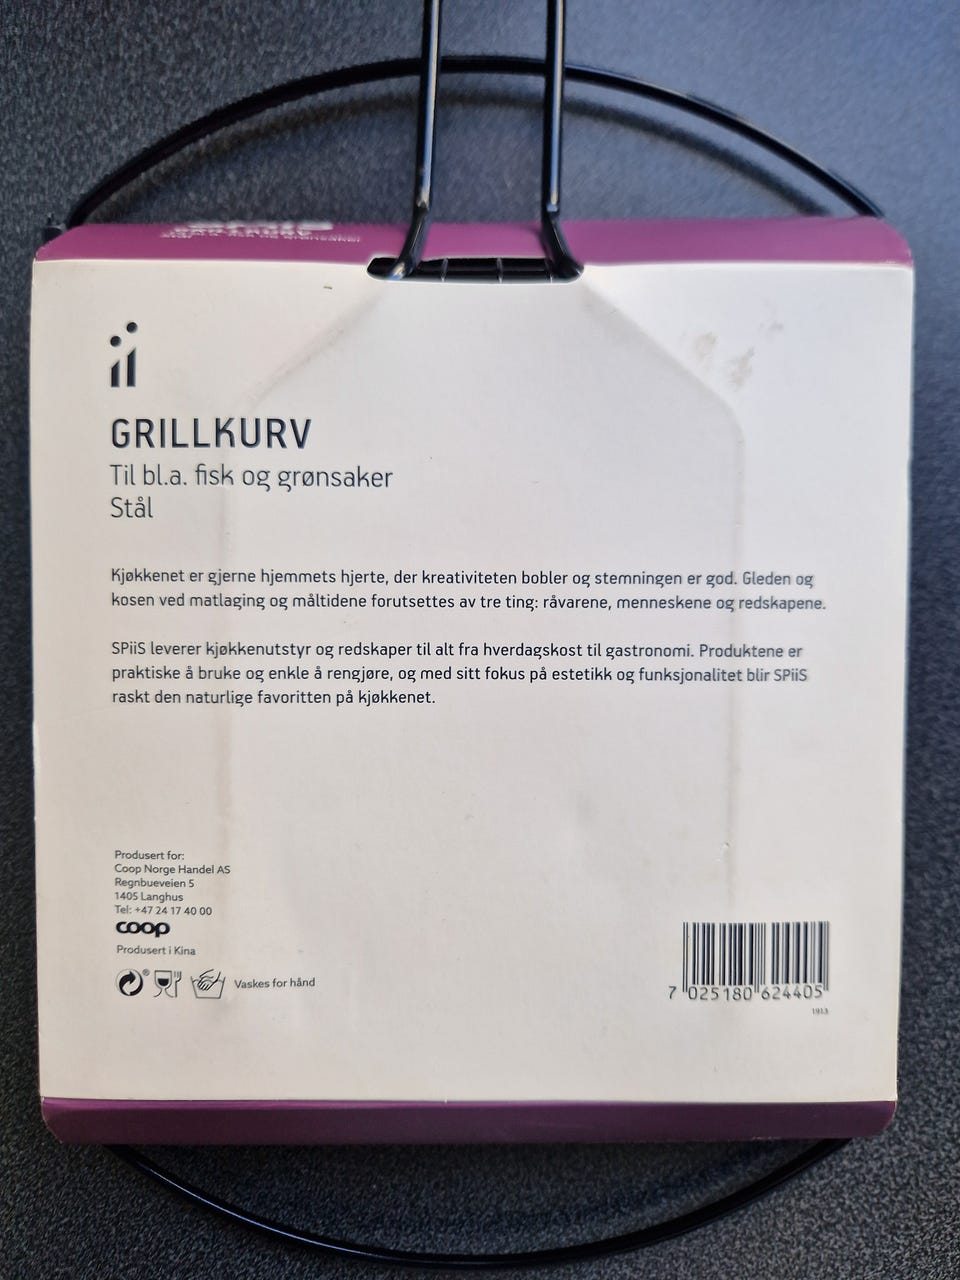 GRILLKURV
Til bl.a. fisk og grønsaker
Stål
Kjøkkenet er gjerne hjemmets hjerte, der kreativiteten bobler og stemningen er god. Gleden og
kosen ved matlaging og måltidene forutsettes av tre ting: råvarene, menneskene og redskapene.
SPiiS leverer kjøkkenutstyr og redskaper til alt fra hverdagskost til gastronomi. Produktene er
praktiske å bruke og enkle å rengjøre, og med sitt fokus på estetikk og funksjonalitet blir SPiiS
raskt den naturlige favoritten på kjøkkenet.
Produsert for:
Coop Norge Handel AS
Regnbueveien 5
1405 Langhus
Tel: +47 24 17 40 00
coop
Produsert i Kina
® Vaskes for hånd
7 025180 624405
1913